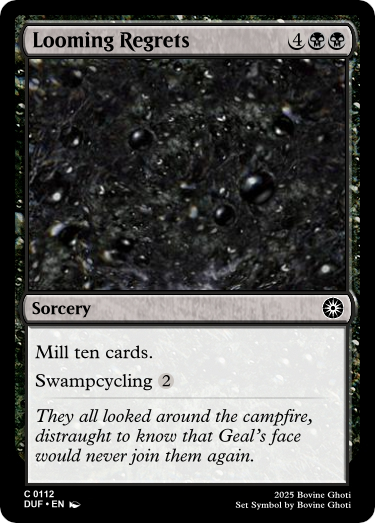 Looming Regrets 4
Sorcery
Mill ten cards.
Swampcycling 2
They all looked around the campfire,
distraught to know that Geal's face
would never join them again.
C 0112
DUF • EN
2025 Bovine Ghoti
Set Symbol by Bovine Ghoti